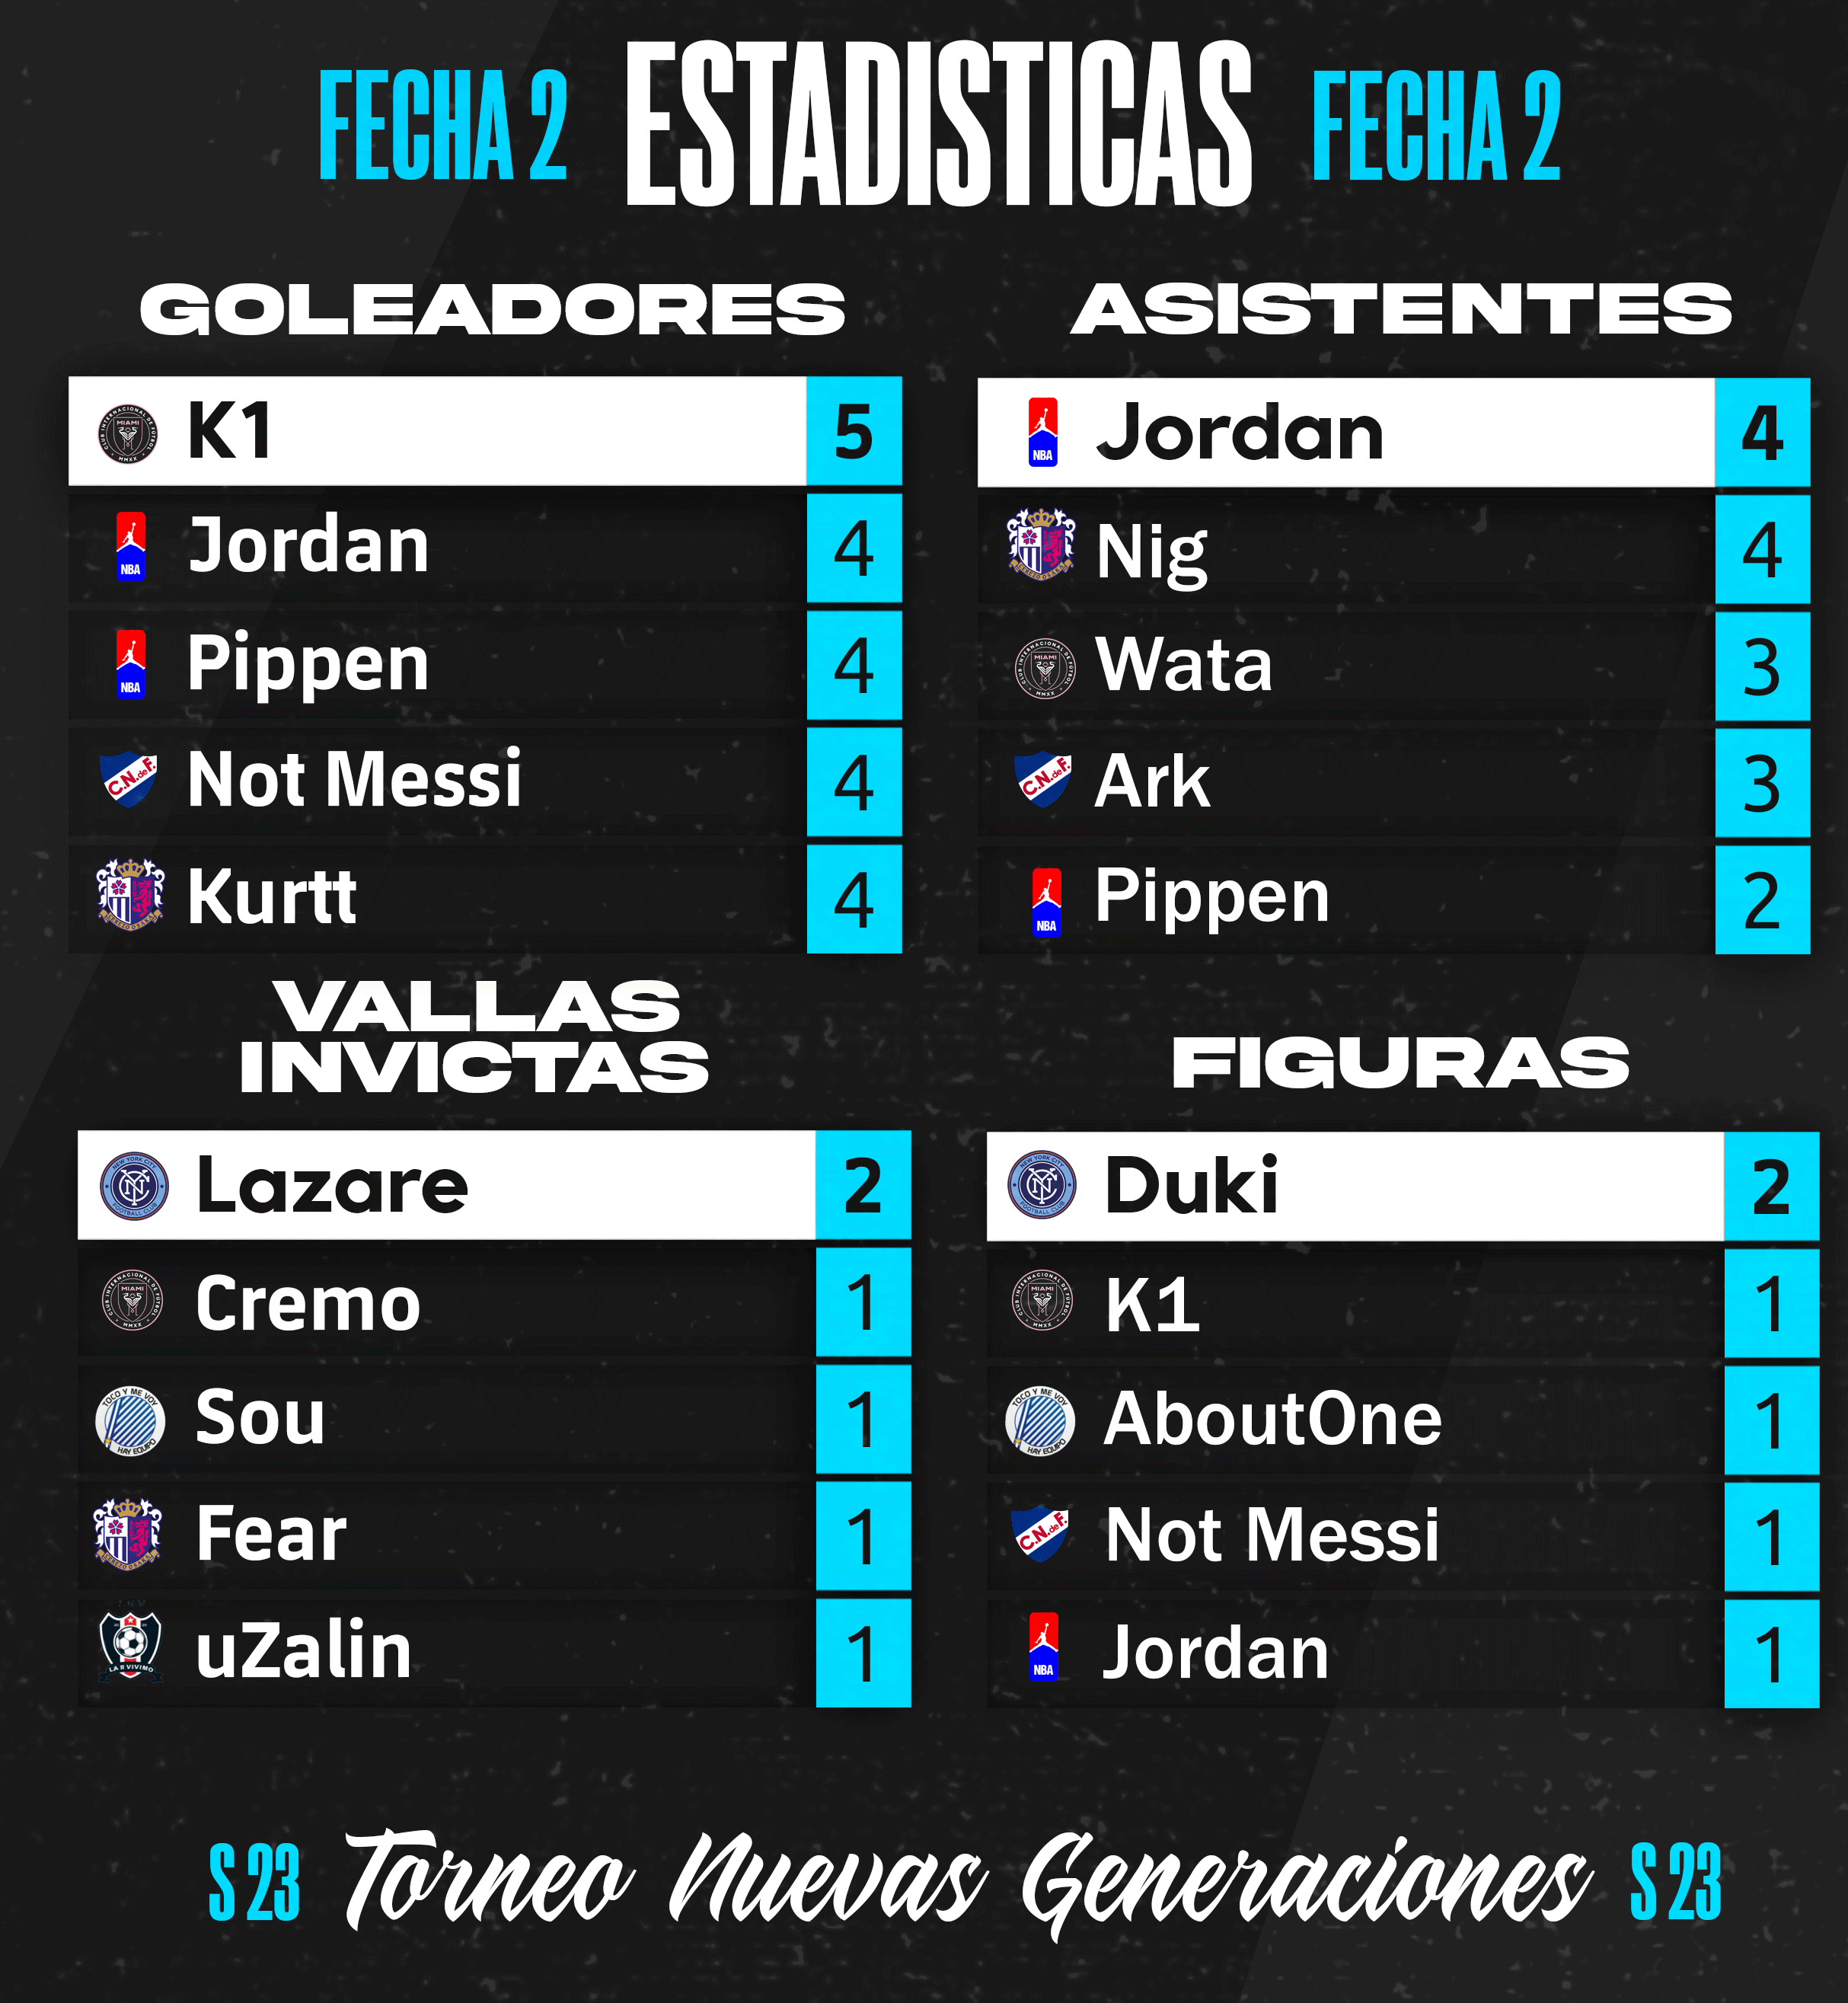 FECHA 2 ESTADISTICAS FECHA 2
GOLEADORES
K1 5
Jordan 4
Pippen 4
Not Messi 4
Kurtt 4
ASISTENTES
Jordan 4
Nig 4
Wata 3
Ark 3
Pippen 2
VALLAS
INVICTAS
Lazare 2
Cremo 1
Sou 1
Fear 1
uZalin 1
FIGURAS
Duki 2
K1 1
AboutOne 1
Not Messi 1
Jordan 1
S 23 Torneo Nuevas Generaciones S 23